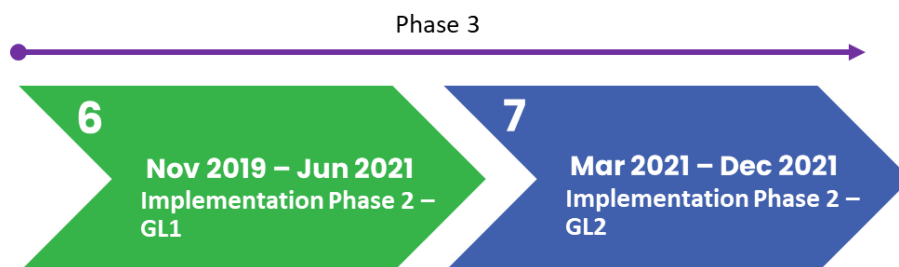 Phase 3
6
Nov 2019 – Jun 2021
Implementation Phase 2 –
GL1
7
Mar 2021 – Dec 2021
Implementation Phase 2 –
GL2